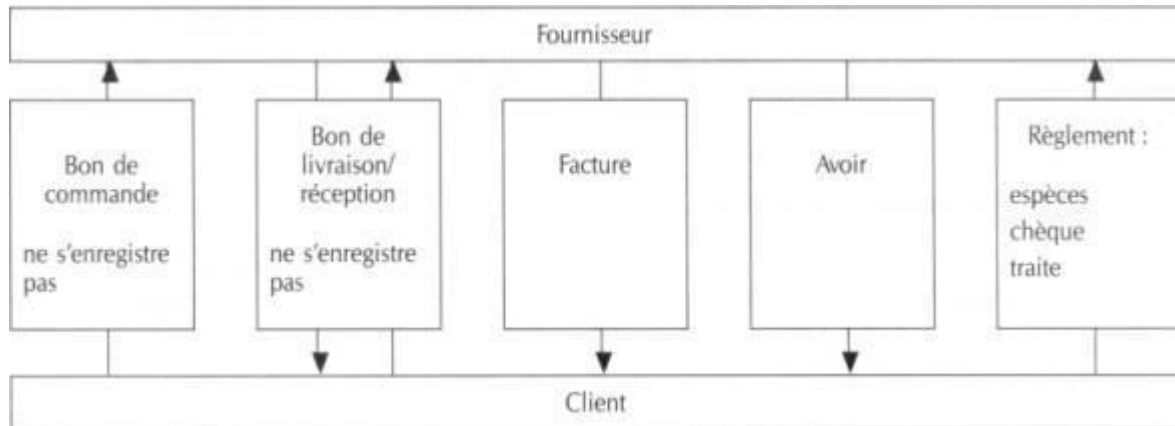 Fournisseur
Bon de
commande
ne s'enregistre
pas
Bon de
livraison/
réception
ne s'enregistre
pas
Facture
Avoir
Règlement :
espèces
chèque
traite
Client